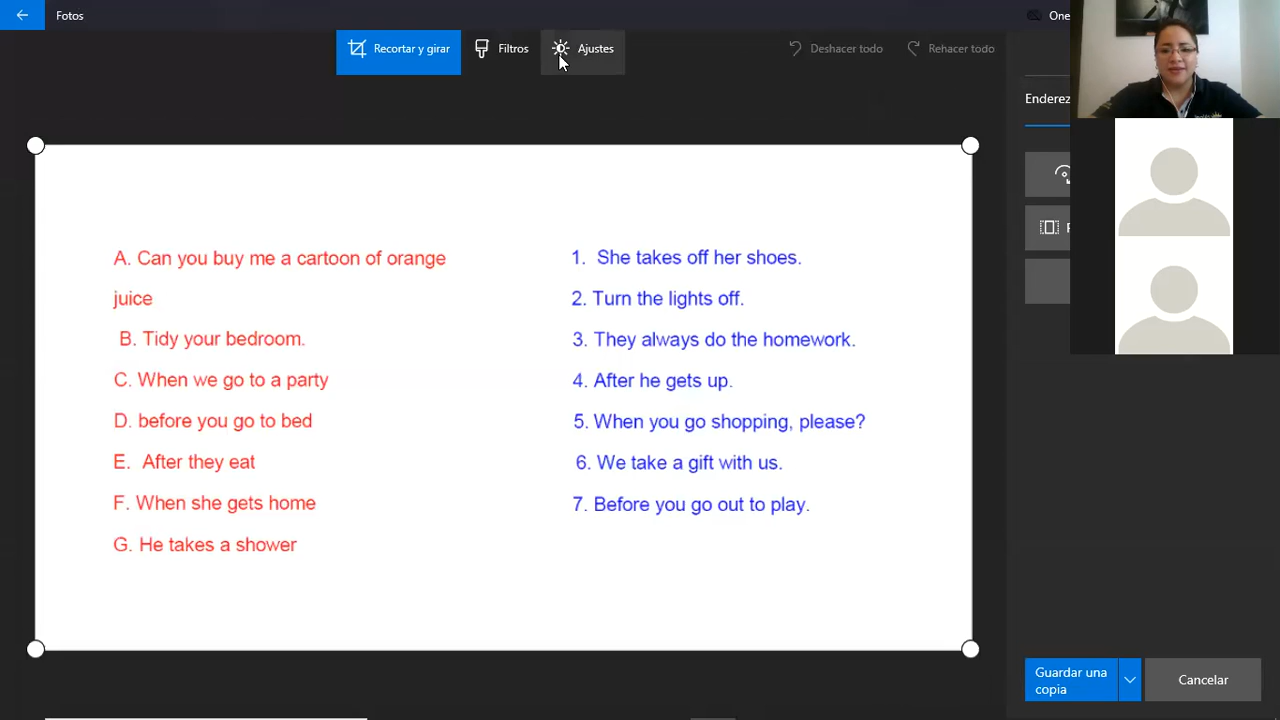 Fotos
One
Recortar y girar
Filtros
Ajustes
Deshacer todo
Rehacer todo
Enderez
A. Can you buy me a cartoon of orange
juice
B. Tidy your bedroom.
C. When we go to a party
D. before you go to bed
E. After they eat
F. When she gets home
G. He takes a shower
1. She takes off her shoes.
2. Turn the lights off.
3. They always do the homework.
4. After he gets up.
5. When you go shopping, please?
6. We take a gift with us.
7. Before you go out to play.
Guardar una
copia
Cancelar